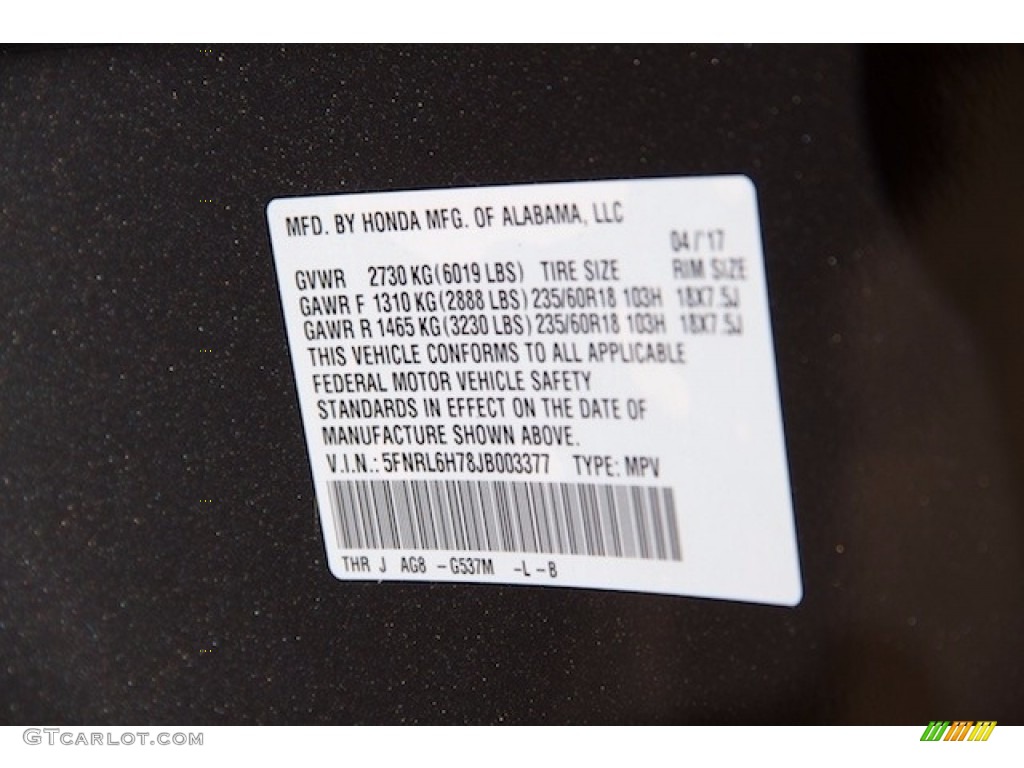 MFD. BY HONDA MFG. OF ALABAMA, LLC
04/'17
GVWR 2730 KG(6019 LBS) TIRE SIZE RIM SIZE
GAWR F 1310 KG(2888 LBS) 235/60R18 103H 18X7.5J
GAWR R 1465 KG(3230 LBS) 235/60R18 103H 18X7.5J
THIS VEHICLE CONFORMS TO ALL APPLICABLE
FEDERAL MOTOR VEHICLE SAFETY
STANDARDS IN EFFECT ON THE DATE OF
MANUFACTURE SHOWN ABOVE.
V.I.N.: 5FNRL6H78JB003377 TYPE: MPV
THR J AG8 -G537M -L-B
GTCARLOT.COM